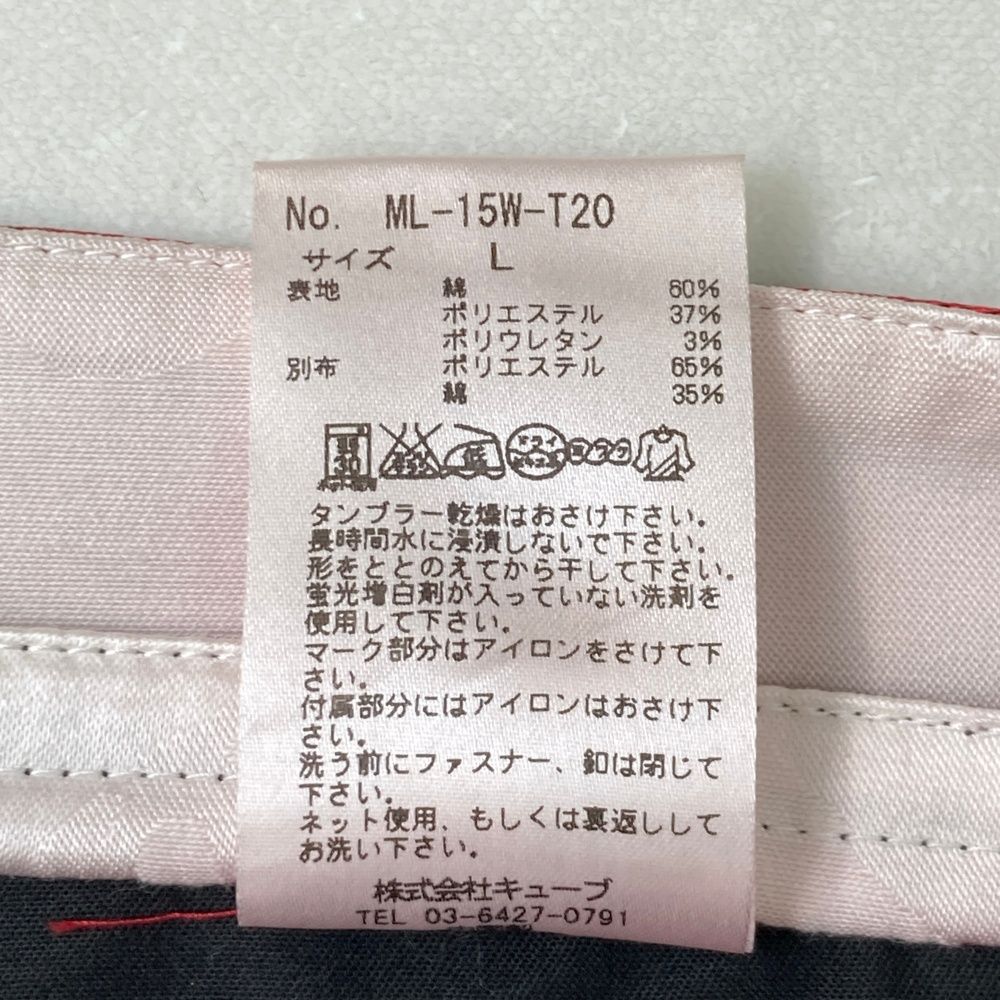 No. ML-15W-T20
サイズ L
表地 綿 60%
ポリエステル 37%
ポリウレタン 3%
別布 ポリエステル 65%
綿 35%
30 低 ドライ ヨワク
タンブラー乾燥はおさけ下さい。
長時間水に浸漬しないで下さい。
形をととのえてから干して下さい。
蛍光増白剤が入っていない洗剤を
使用して下さい。
マーク部分はアイロンをさけて下
さい。
付属部分にはアイロンはおさけ下
さい。
洗う前にファスナー、釦は閉じて
下さい。
ネット使用、もしくは裏返しして
お洗い下さい。
株式会社キューブ
TEL 03-6427-0791